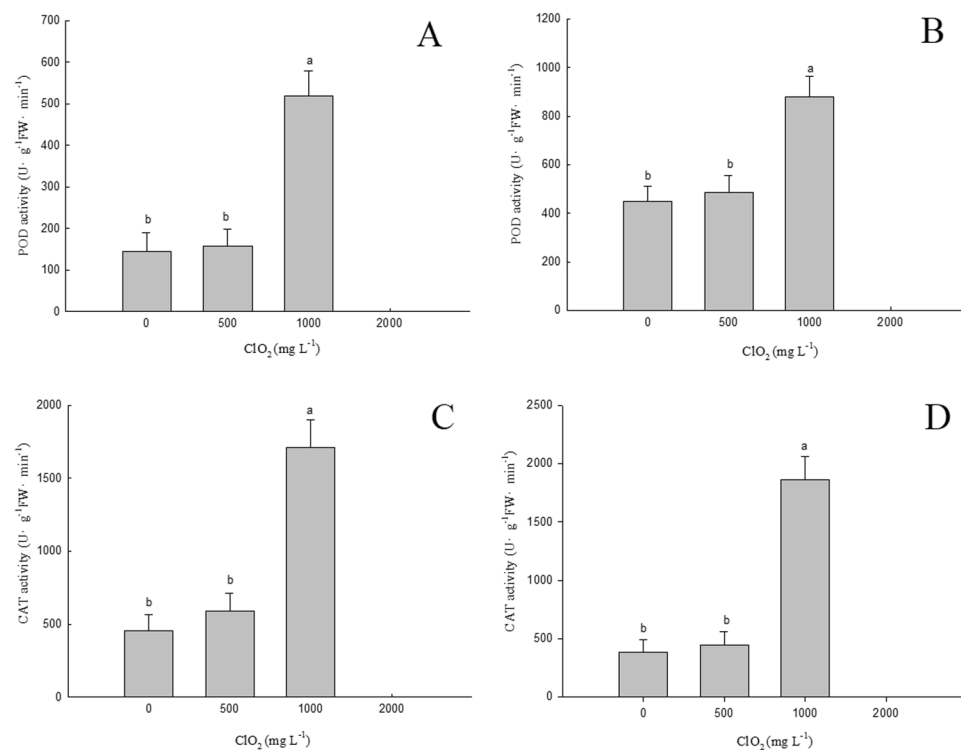 A
POD activity (U· g⁻¹FW· min⁻¹)
700
600
500
400
300
200
100
0
b
b
a
0 500 1000 2000
ClO₂ (mg L⁻¹)
B
POD activity (U· g⁻¹FW· min⁻¹)
1200
1000
800
600
400
200
0
b
b
a
0 500 1000 2000
ClO₂ (mg L⁻¹)
C
CAT activity (U· g⁻¹FW· min⁻¹)
2000
1500
1000
500
0
b
b
a
0 500 1000 2000
ClO₂ (mg L⁻¹)
D
CAT activity (U· g⁻¹FW· min⁻¹)
2500
2000
1500
1000
500
0
b
b
a
0 500 1000 2000
ClO₂ (mg L⁻¹)